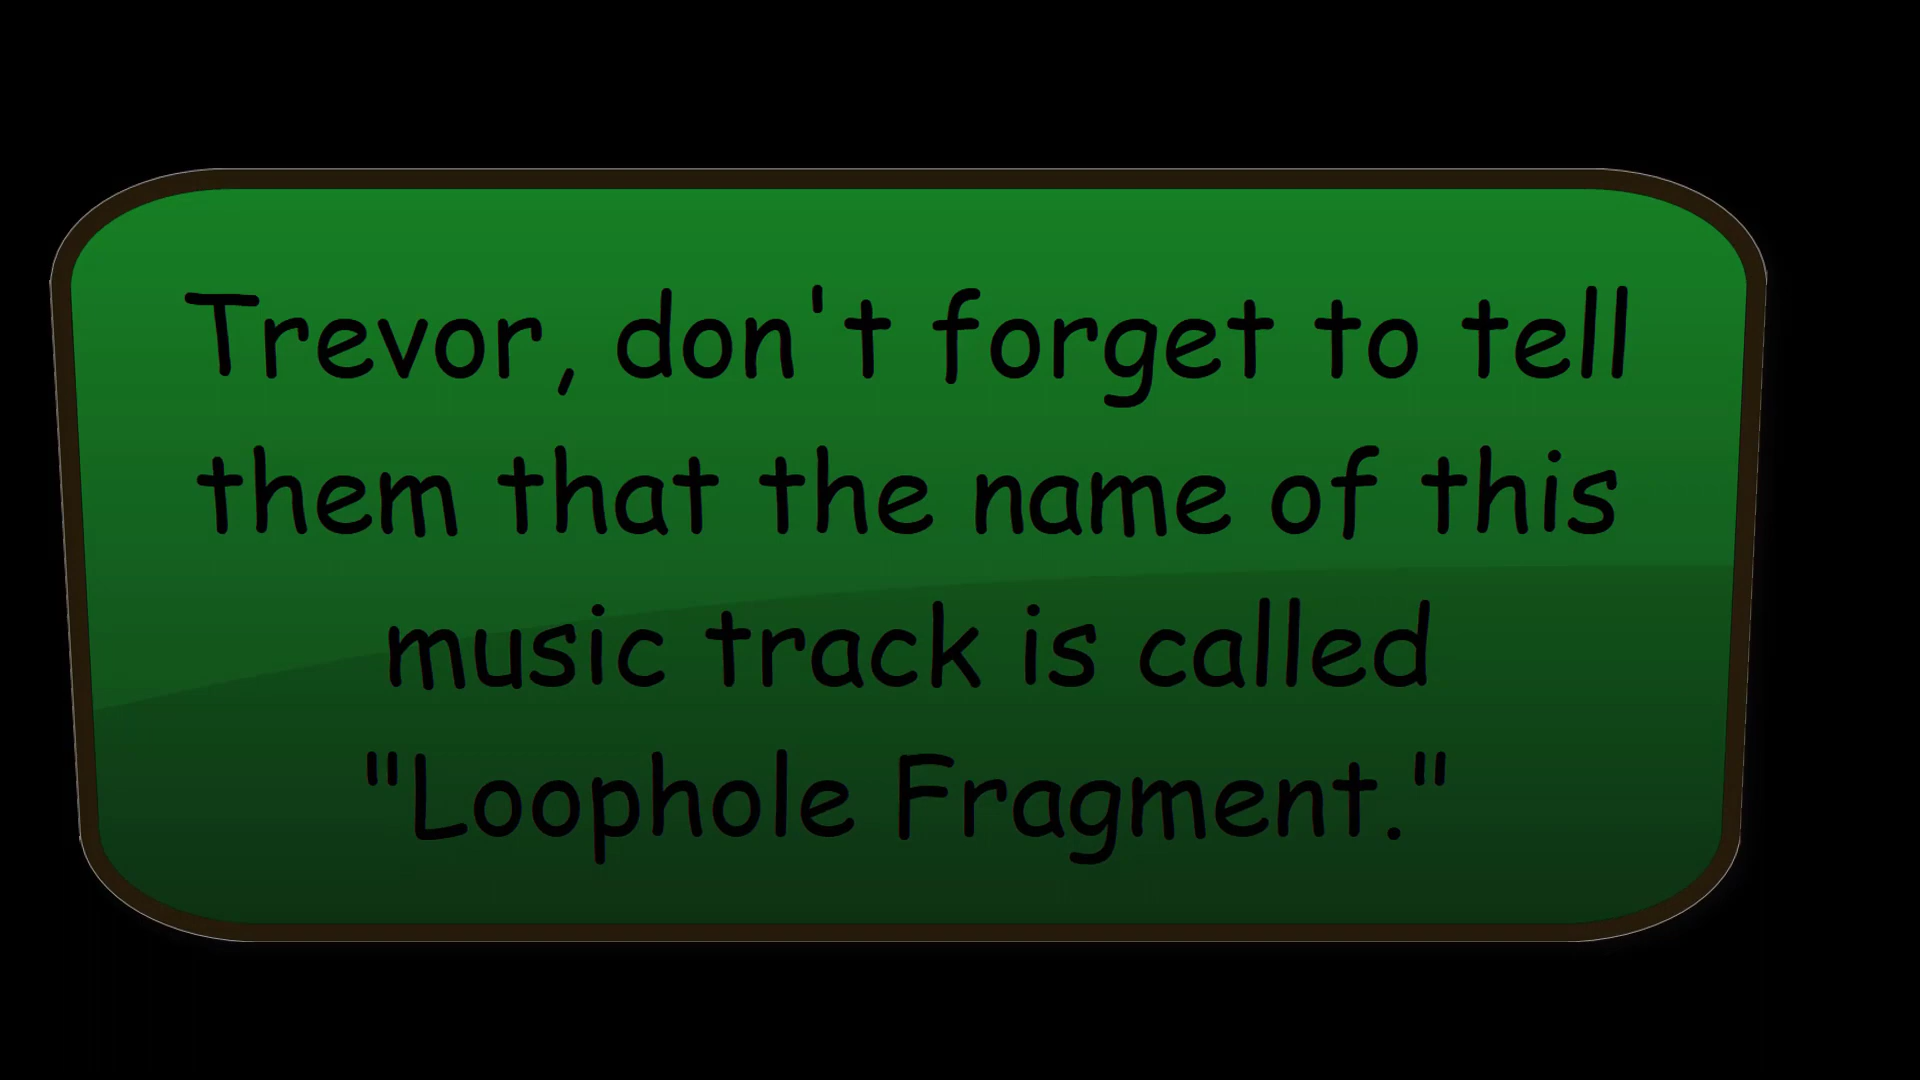 Trevor, don't forget to tell
them that the name of this
music track is called
"Loophole Fragment."